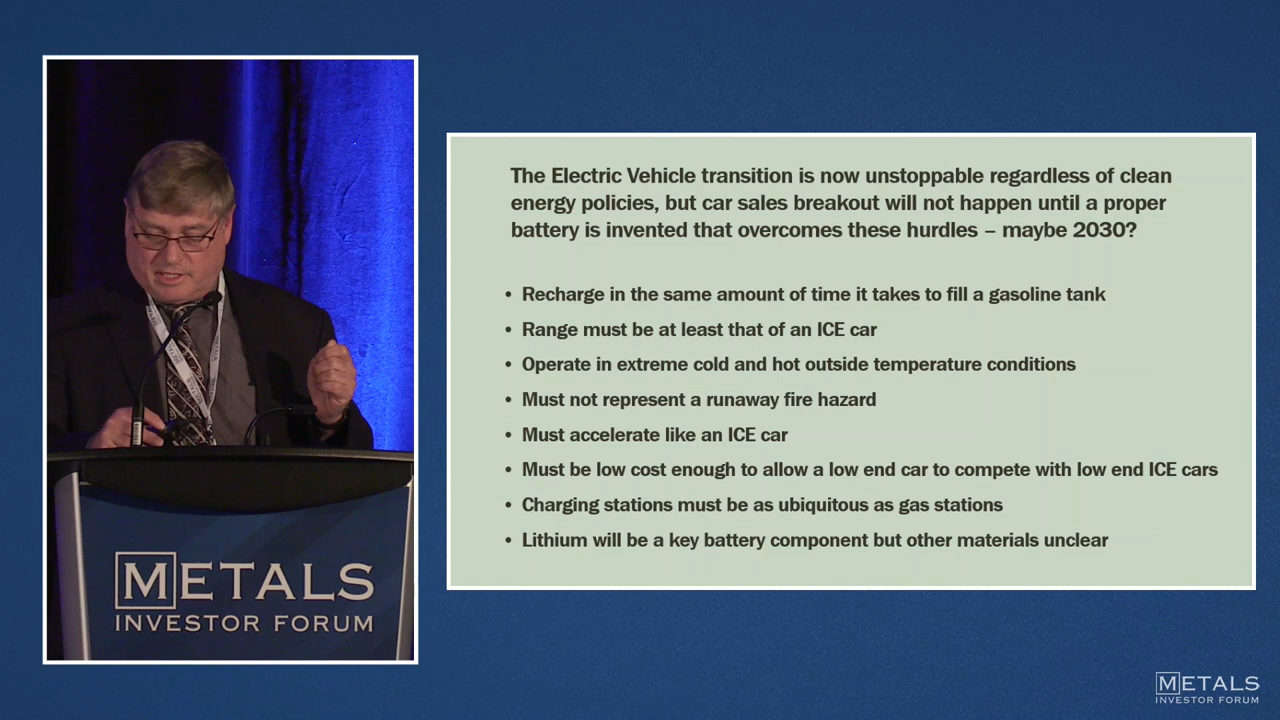 The Electric Vehicle transition is now unstoppable regardless of clean
energy policies, but car sales breakout will not happen until a proper
battery is invented that overcomes these hurdles – maybe 2030?
• Recharge in the same amount of time it takes to fill a gasoline tank
• Range must be at least that of an ICE car
• Operate in extreme cold and hot outside temperature conditions
• Must not represent a runaway fire hazard
• Must accelerate like an ICE car
• Must be low cost enough to allow a low end car to compete with low end ICE cars
• Charging stations must be as ubiquitous as gas stations
• Lithium will be a key battery component but other materials unclear
METALS
INVESTOR FORUM
METALS
INVESTOR FORUM